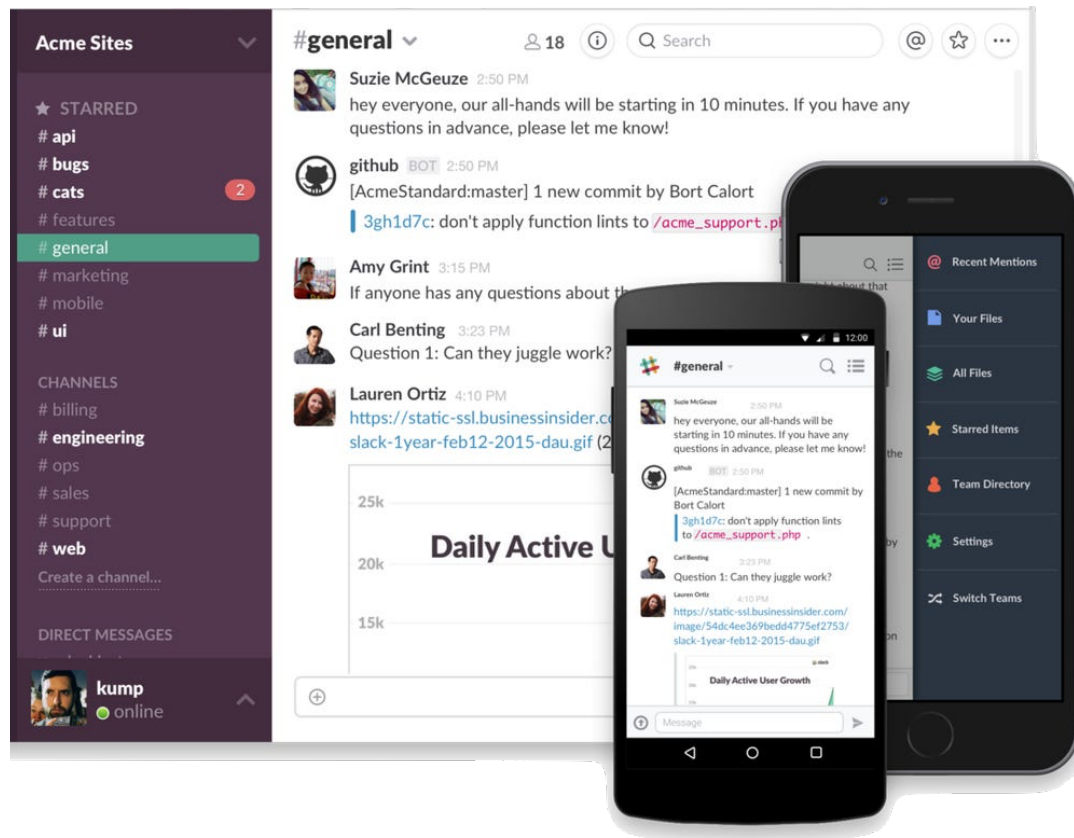 Acme Sites
★ STARRED
# api
# bugs
# cats 2
# features
# general
# marketing
# mobile
# ui
CHANNELS
# billing
# engineering
# ops
# sales
# support
# web
Create a channel...
DIRECT MESSAGES
kump
online
#general
18
Search
Suzie McGeuze 2:50 PM
hey everyone, our all-hands will be starting in 10 minutes. If you have any
questions in advance, please let me know!
github BOT 2:50 PM
[AcmeStandard:master] 1 new commit by Bort Calort
3gh1d7c: don't apply function lints to /acme_support.ph
Amy Grint 3:15 PM
If anyone has any questions about
Carl Benting 3:23 PM
Question 1: Can they juggle work?
Lauren Ortiz 4:10 PM
https://static-ssl.businessinsider.c
slack-1year-feb12-2015-dau.gif (2
25k
Daily Active U
20k
15k
12:00
#general
Suzie McGeuze 2:50 PM
hey everyone, our all-hands will be
starting in 10 minutes. If you have any
questions in advance, please let me know!
github BOT 2:50 PM
[AcmeStandard:master] 1 new commit by
Bort Calort
3gh1d7c: don't apply function lints
to /acme_support.php .
Carl Benting 3:23 PM
Question 1: Can they juggle work?
Lauren Ortiz 4:10 PM
https://static-ssl.businessinsider.com/
image/54dc4ee369bedd4775ef2753/
slack-1year-feb12-2015-dau.gif
Daily Active User Growth
Message
about that
the
by
on
@ Recent Mentions
Your Files
All Files
Starred Items
Team Directory
Settings
Switch Teams